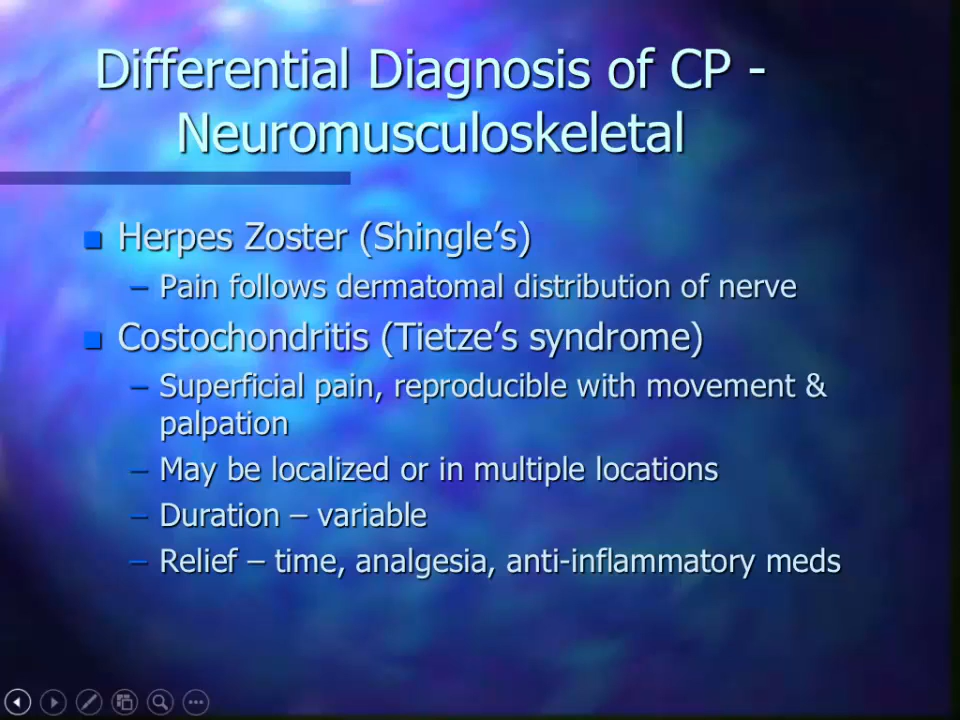 Differential Diagnosis of CP -
Neuromusculoskeletal
Herpes Zoster (Shingle’s)
– Pain follows dermatomal distribution of nerve
Costochondritis (Tietze’s syndrome)
– Superficial pain, reproducible with movement &
palpation
– May be localized or in multiple locations
– Duration – variable
– Relief – time, analgesia, anti-inflammatory meds